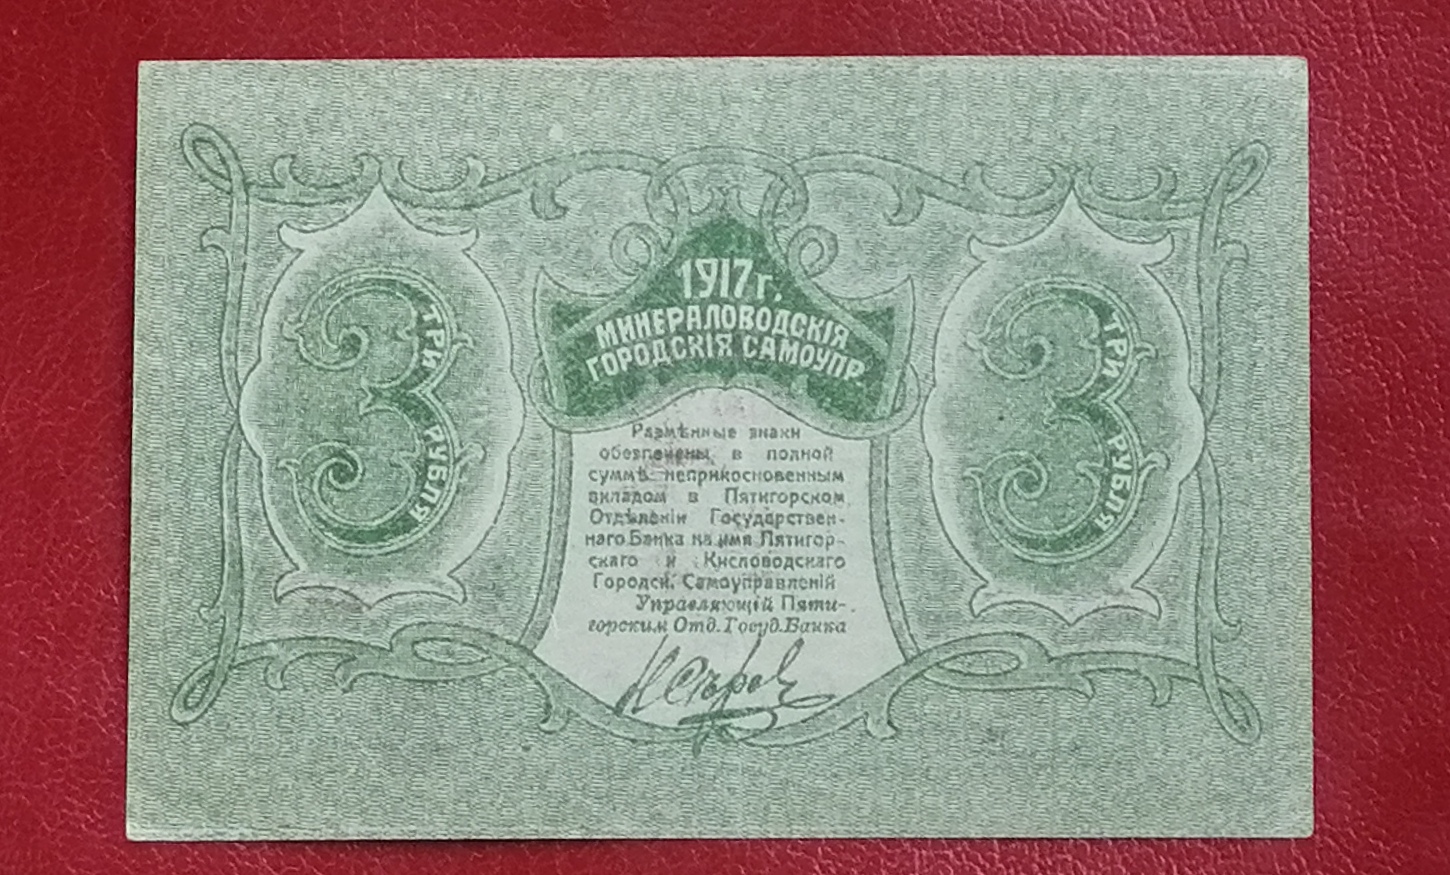 1917г.
МИНЕРАЛОВОДСКІЯ
ГОРОДСКІЯ САМОУПР.
3
ТРИ РУБЛЯ
3
ТРИ РУБЛЯ
Размѣнные знаки
обезпечены в полной
суммѣ неприкосновенным
вкладом в Пятигорском
Отдѣленіи Государствен-
наго Банка на имя Пятигор-
скаго и Кисловодскаго
Городск. Самоуправленій
Управляющій Пяти-
горским Отд. Госуд. Банка